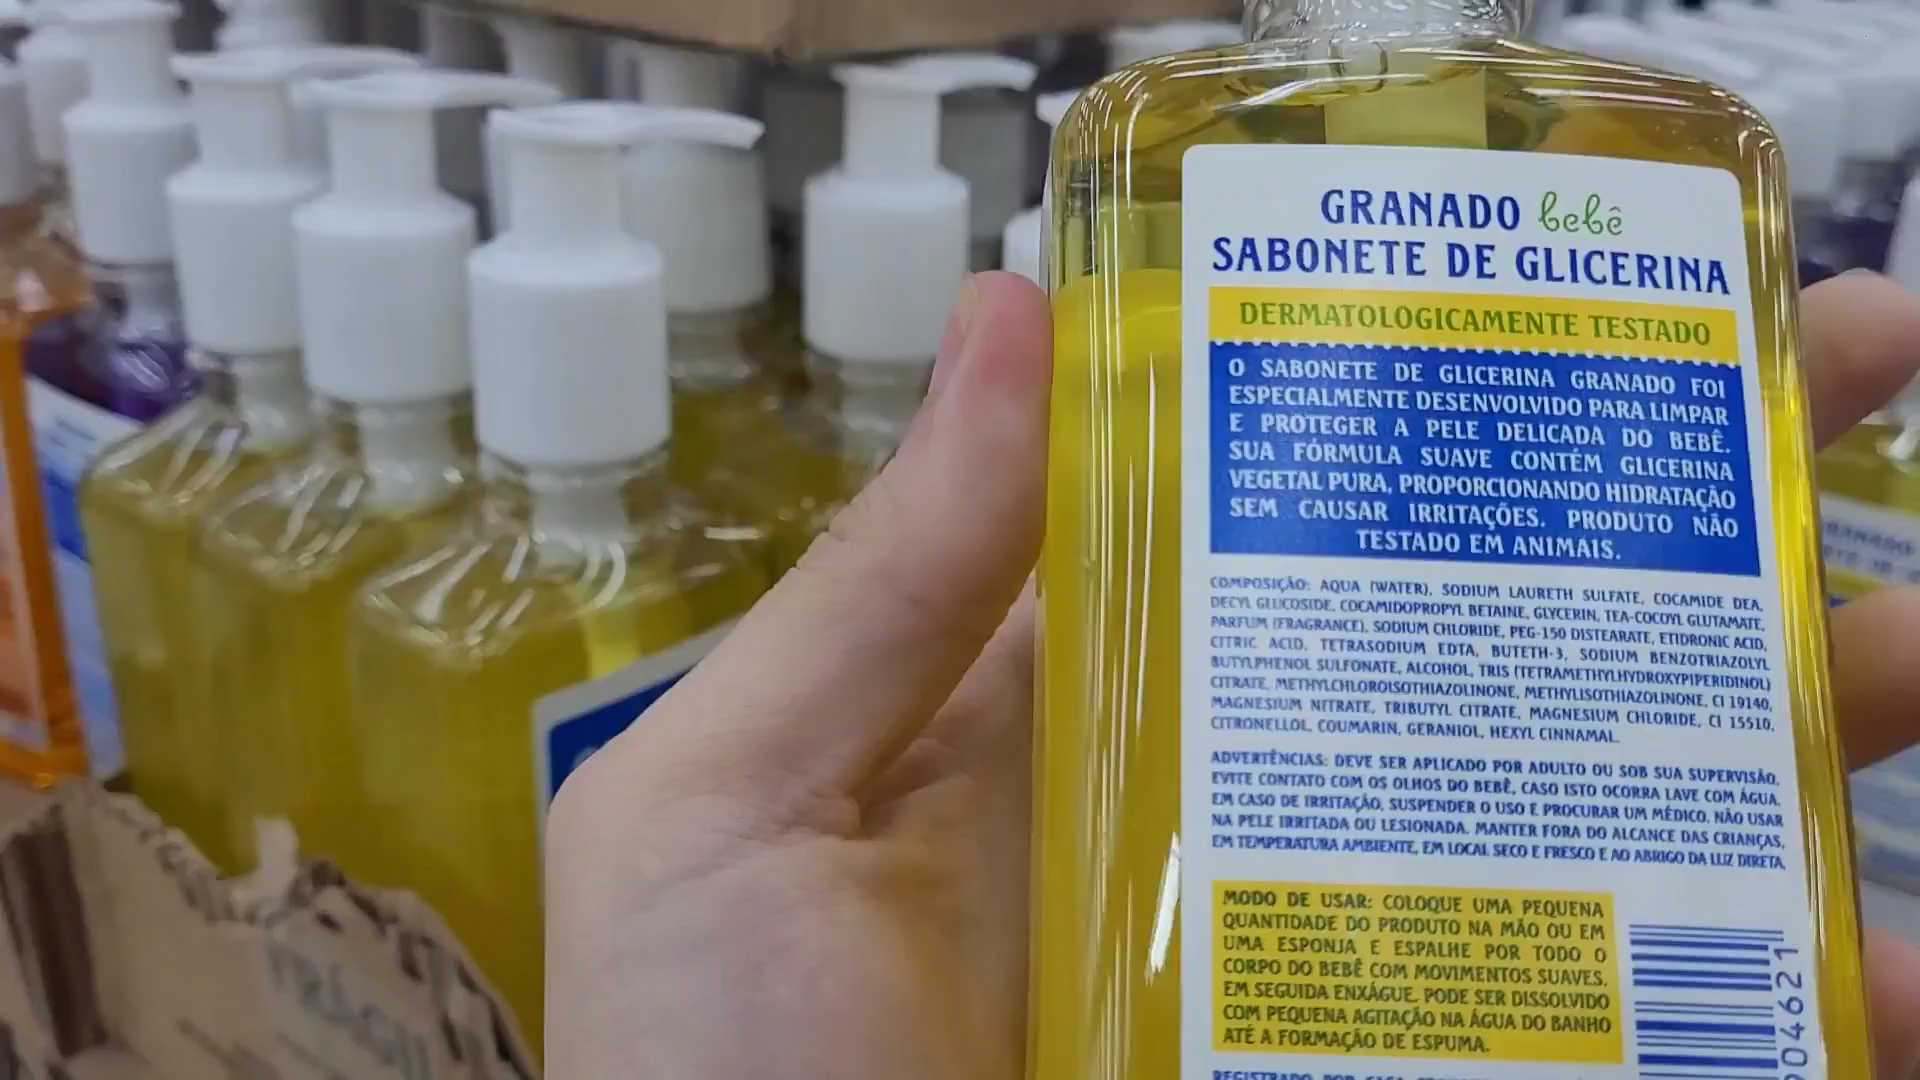 GRANADO bebê
SABONETE DE GLICERINA
DERMATOLOGICAMENTE TESTADO
O SABONETE DE GLICERINA GRANADO FOI
ESPECIALMENTE DESENVOLVIDO PARA LIMPAR
E PROTEGER A PELE DELICADA DO BEBÊ.
SUA FÓRMULA SUAVE CONTÉM GLICERINA
VEGETAL PURA, PROPORCIONANDO HIDRATAÇÃO
SEM CAUSAR IRRITAÇÕES. PRODUTO NÃO
TESTADO EM ANIMAIS.
COMPOSIÇÃO: AQUA (WATER), SODIUM LAURETH SULFATE, COCAMIDE DEA,
DECYL GLUCOSIDE, COCAMIDOPROPYL BETAINE, GLYCERIN, TEA-COCOYL GLUTAMATE,
PARFUM (FRAGRANCE), SODIUM CHLORIDE, PEG-150 DISTEARATE, ETIDRONIC ACID,
CITRIC ACID, TETRASODIUM EDTA, BUTETH-3, SODIUM BENZOTRIAZOLYL
BUTYLPHENOL SULFONATE, ALCOHOL, TRIS (TETRAMETHYLHYDROXYPIPERIDINOL)
CITRATE, METHYLCHLOROISOTHIAZOLINONE, METHYLISOTHIAZOLINONE, CI 19140,
MAGNESIUM NITRATE, TRIBUTYL CITRATE, MAGNESIUM CHLORIDE, CI 15510,
CITRONELLOL, COUMARIN, GERANIOL, HEXYL CINNAMAL.
ADVERTÊNCIAS: DEVE SER APLICADO POR ADULTO OU SOB SUA SUPERVISÃO.
EVITE CONTATO COM OS OLHOS DO BEBÊ, CASO ISTO OCORRA LAVE COM ÁGUA.
EM CASO DE IRRITAÇÃO, SUSPENDER O USO E PROCURAR UM MÉDICO. NÃO USAR
NA PELE IRRITADA OU LESIONADA. MANTER FORA DO ALCANCE DAS CRIANÇAS,
EM TEMPERATURA AMBIENTE, EM LOCAL SECO E FRESCO E AO ABRIGO DA LUZ DIRETA.
MODO DE USAR: COLOQUE UMA PEQUENA
QUANTIDADE DO PRODUTO NA MÃO OU EM
UMA ESPONJA E ESPALHE POR TODO O
CORPO DO BEBÊ COM MOVIMENTOS SUAVES.
EM SEGUIDA ENXÁGUE. PODE SER DISSOLVIDO
COM PEQUENA AGITAÇÃO NA ÁGUA DO BANHO
ATÉ A FORMAÇÃO DE ESPUMA.
04621
REGISTRADO POR CASA
GRANADO
FRÁGIL